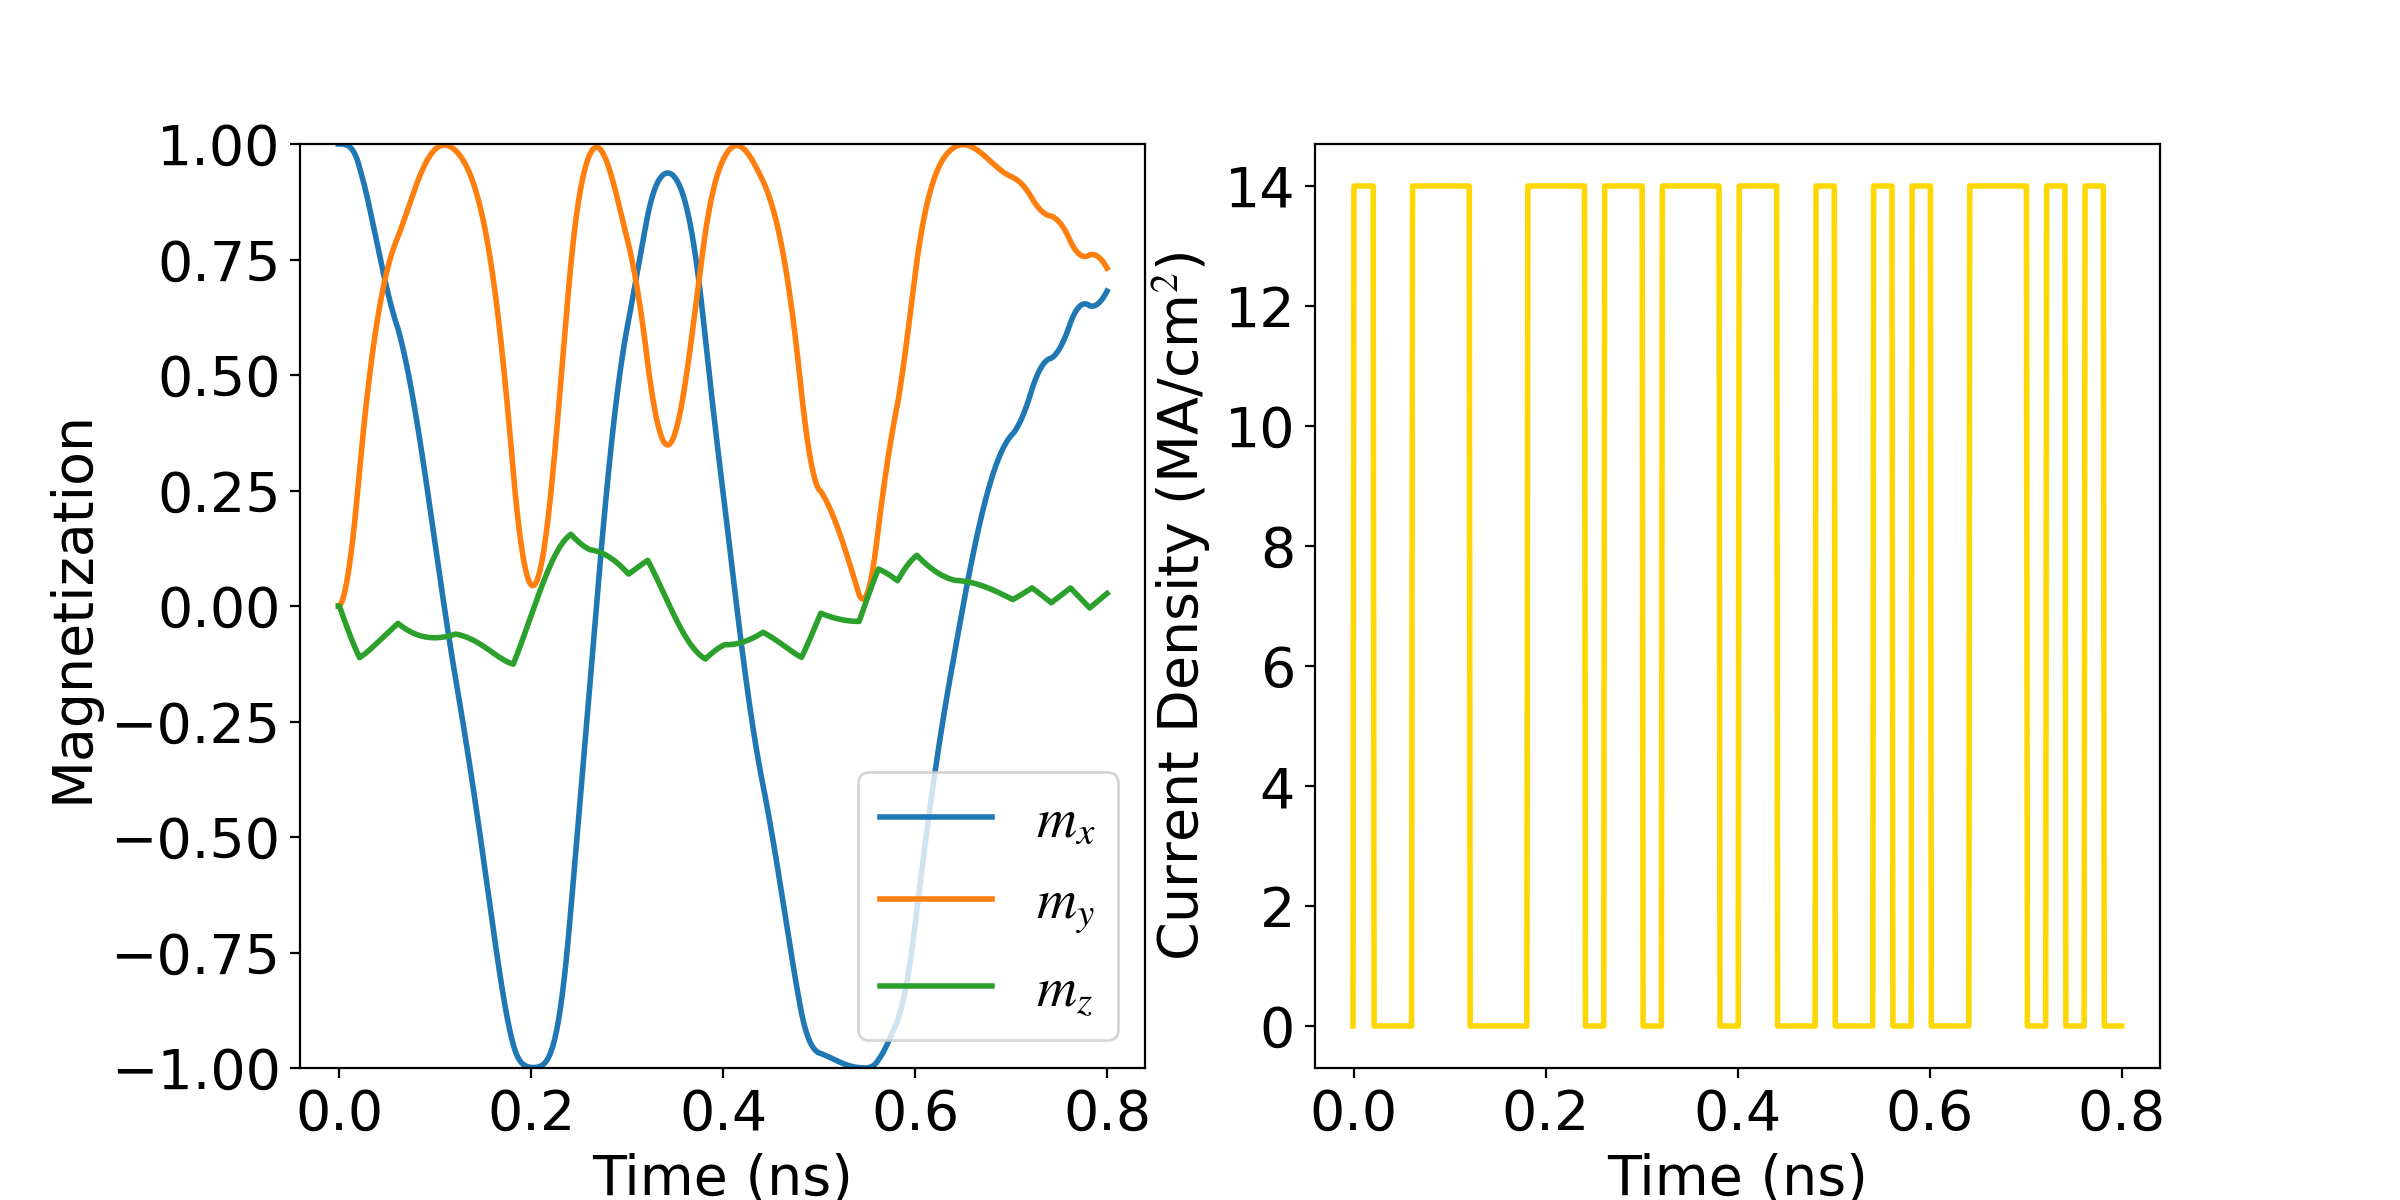 Magnetization
1.00
0.75
0.50
0.25
0.00
−0.25
−0.50
−0.75
−1.00
0.0 0.2 0.4 0.6 0.8
Time (ns)
m_x
m_y
m_z
Current Density (MA/cm²)
14
12
10
8
6
4
2
0
0.0 0.2 0.4 0.6 0.8
Time (ns)